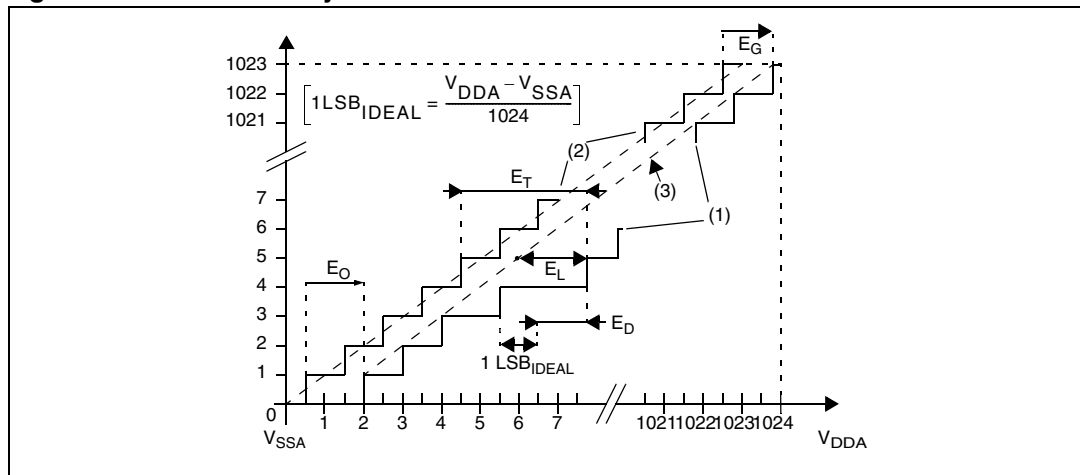 E_G
1023
1022
1021
[1LSB_IDEAL = (V_DDA − V_SSA) / 1024]
(2)
(3)
(1)
E_T
7
6
5
4
3
2
1
0
E_O
E_L
E_D
1 LSB_IDEAL
1 2 3 4 5 6 7 1021 1022 1023 1024
V_SSA
V_DDA